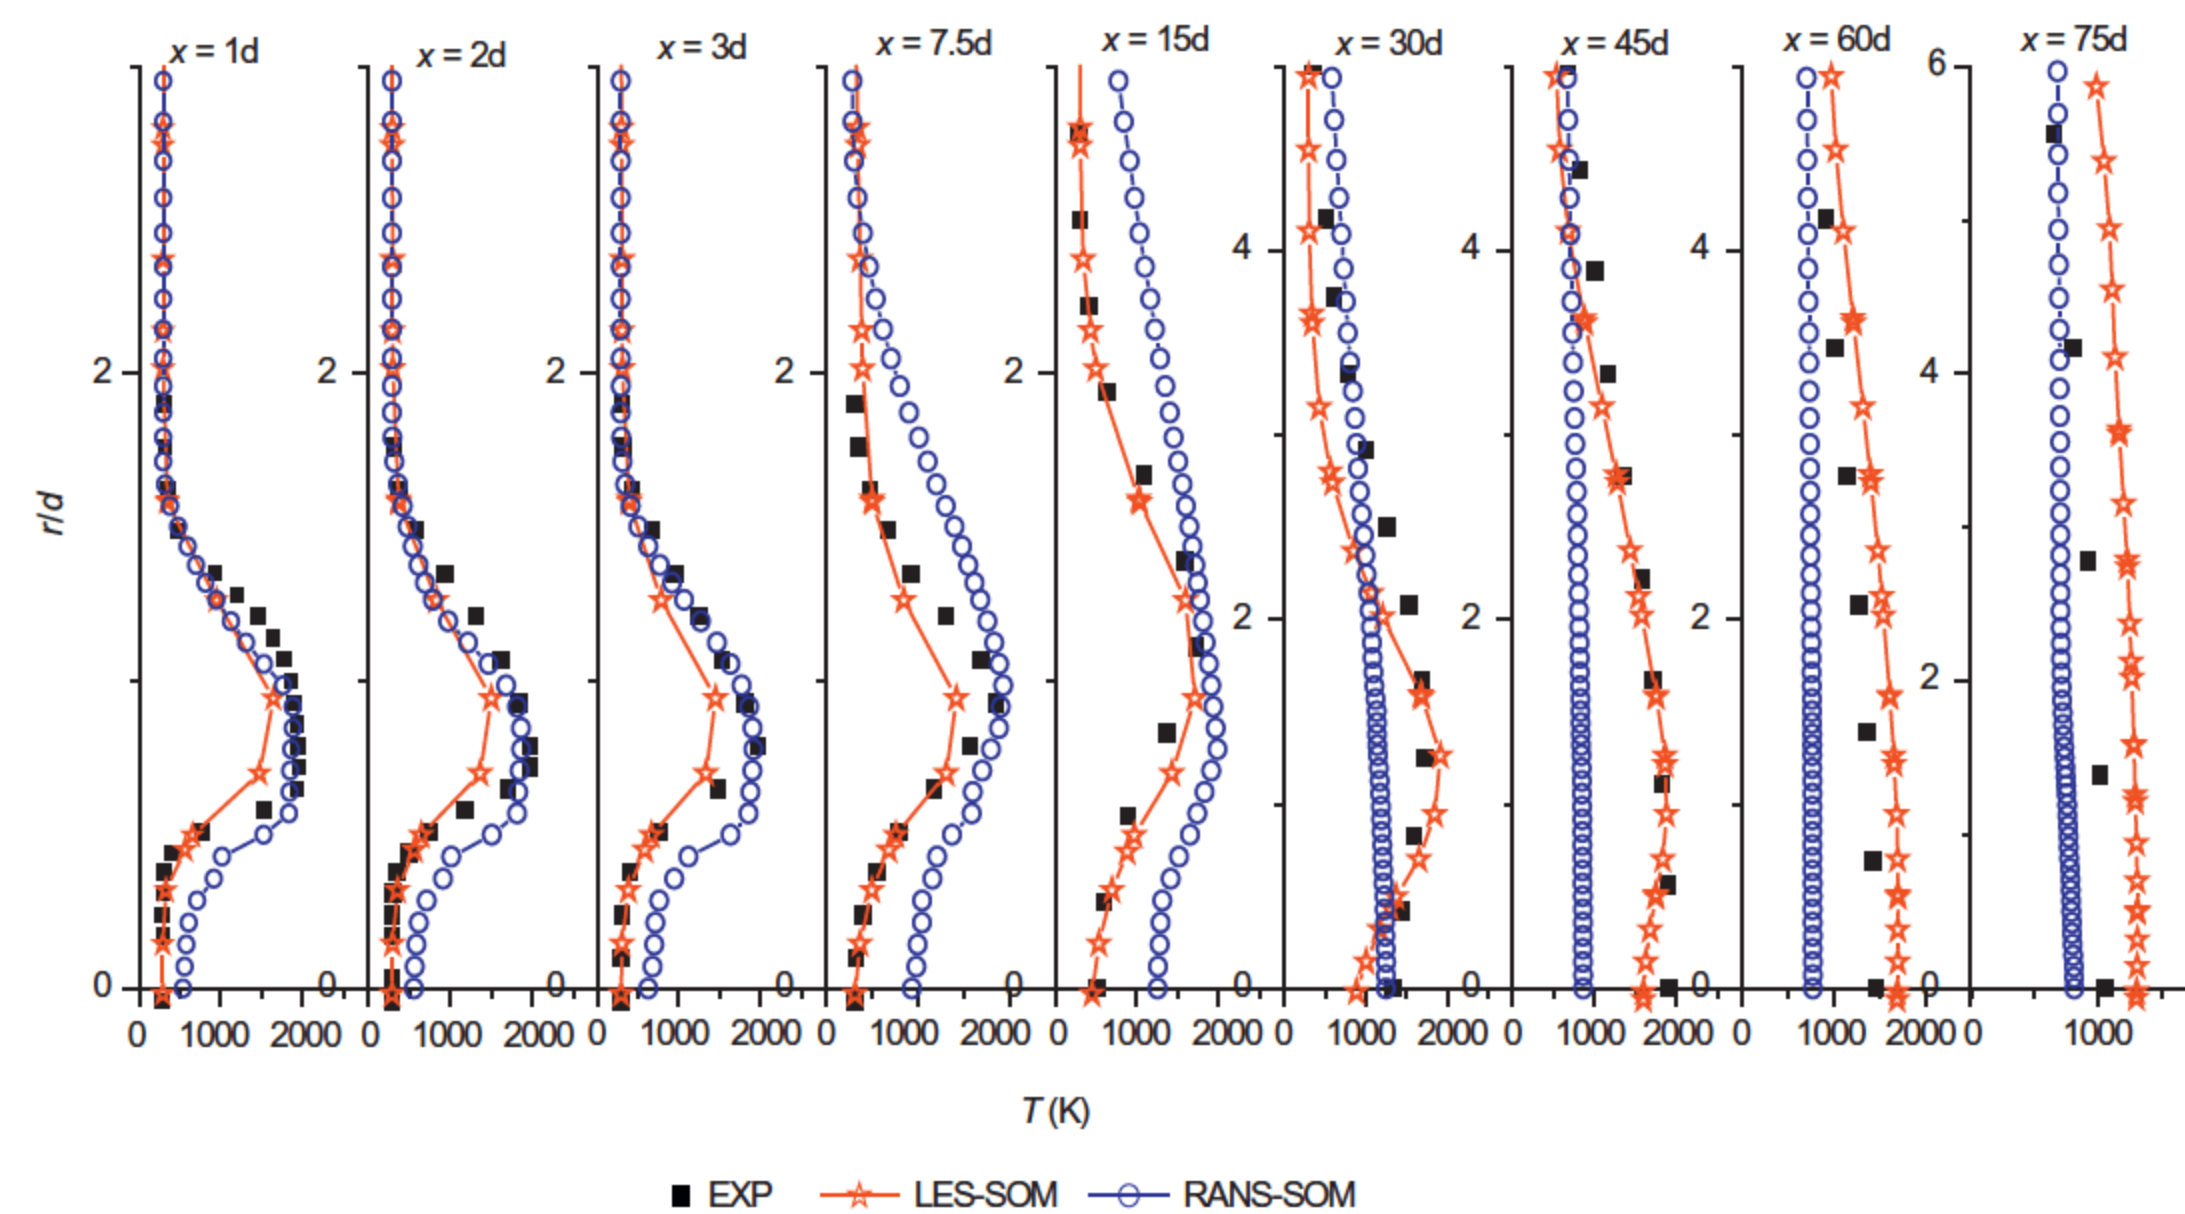 x = 1d x = 2d x = 3d x = 7.5d x = 15d x = 30d x = 45d x = 60d x = 75d
6
4 4 4
2 2 2 2 2 4
2 2 2
2
r/d
0 0 0 0 0 0 0 0 0
0 1000 2000 0 1000 2000 0 1000 2000 0 1000 2000 0 1000 2000 0 1000 2000 0 1000 2000 0 1000 2000 0 1000
T (K)
EXP LES-SOM RANS-SOM